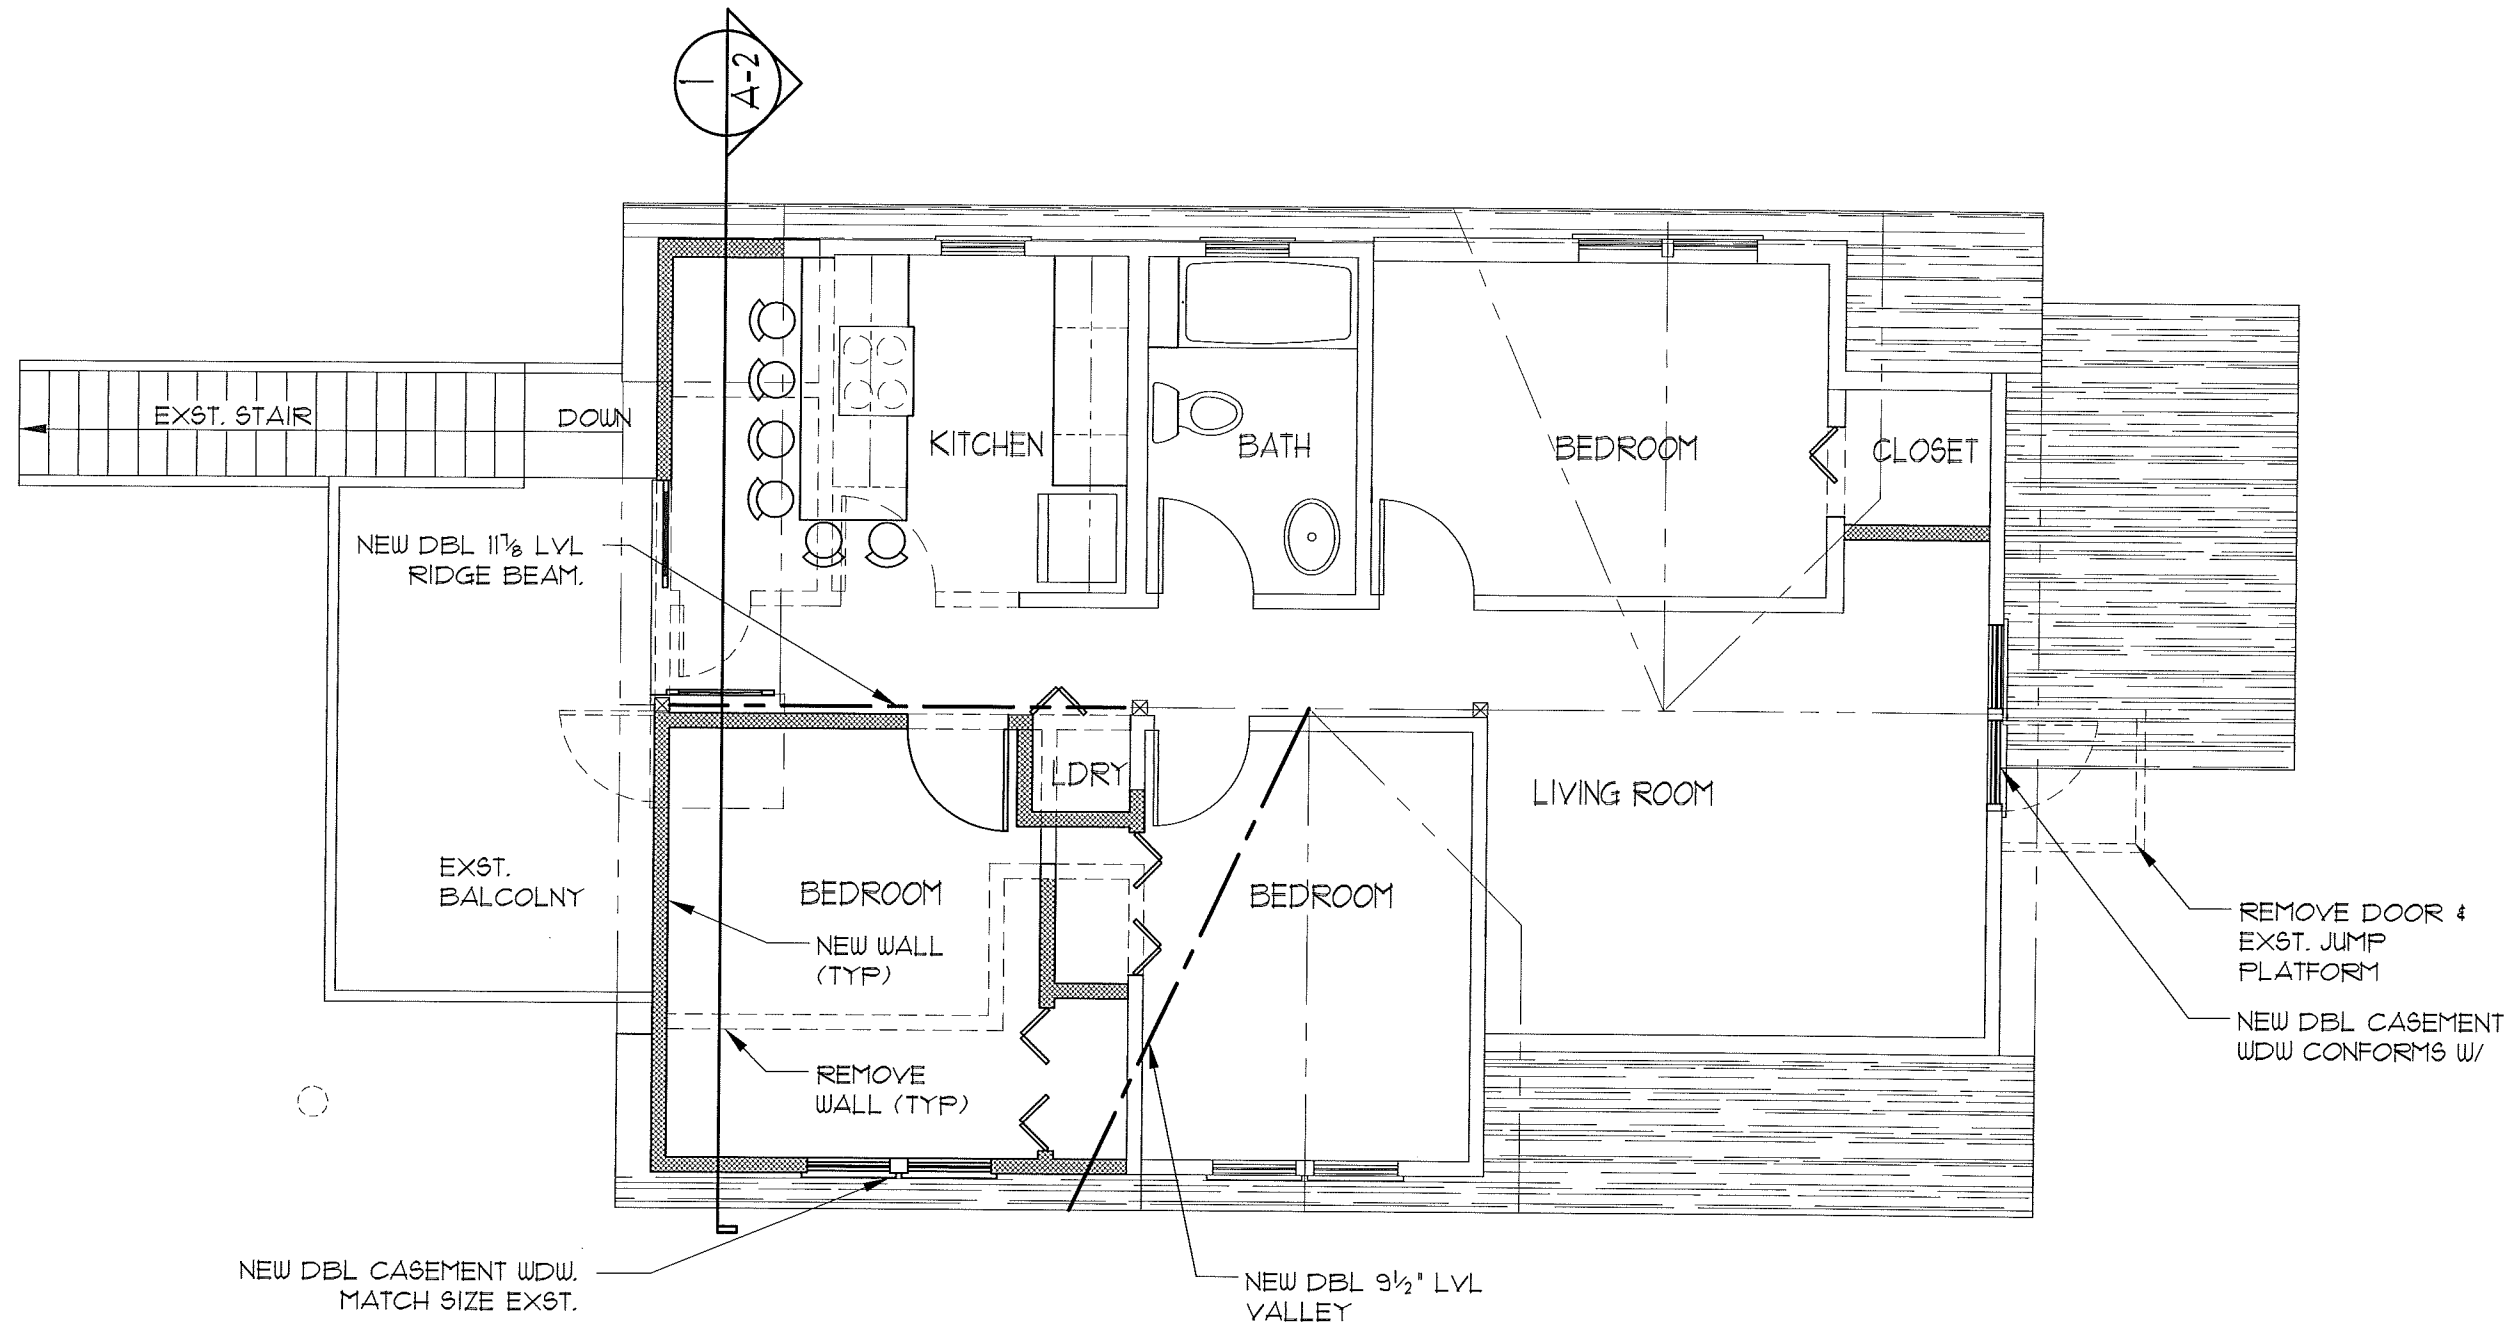 1
A-2
EXST. STAIR
DOWN
KITCHEN
BATH
BEDROOM
CLOSET
NEW DBL 11⅞ LVL
RIDGE BEAM.
LDRY
LIVING ROOM
EXST.
BALCOLNY
BEDROOM
BEDROOM
NEW WALL
(TYP)
REMOVE DOOR &
EXST. JUMP
PLATFORM
NEW DBL CASEMENT
WDW CONFORMS W/
REMOVE
WALL (TYP)
NEW DBL CASEMENT WDW.
MATCH SIZE EXST.
NEW DBL 9½" LVL
VALLEY